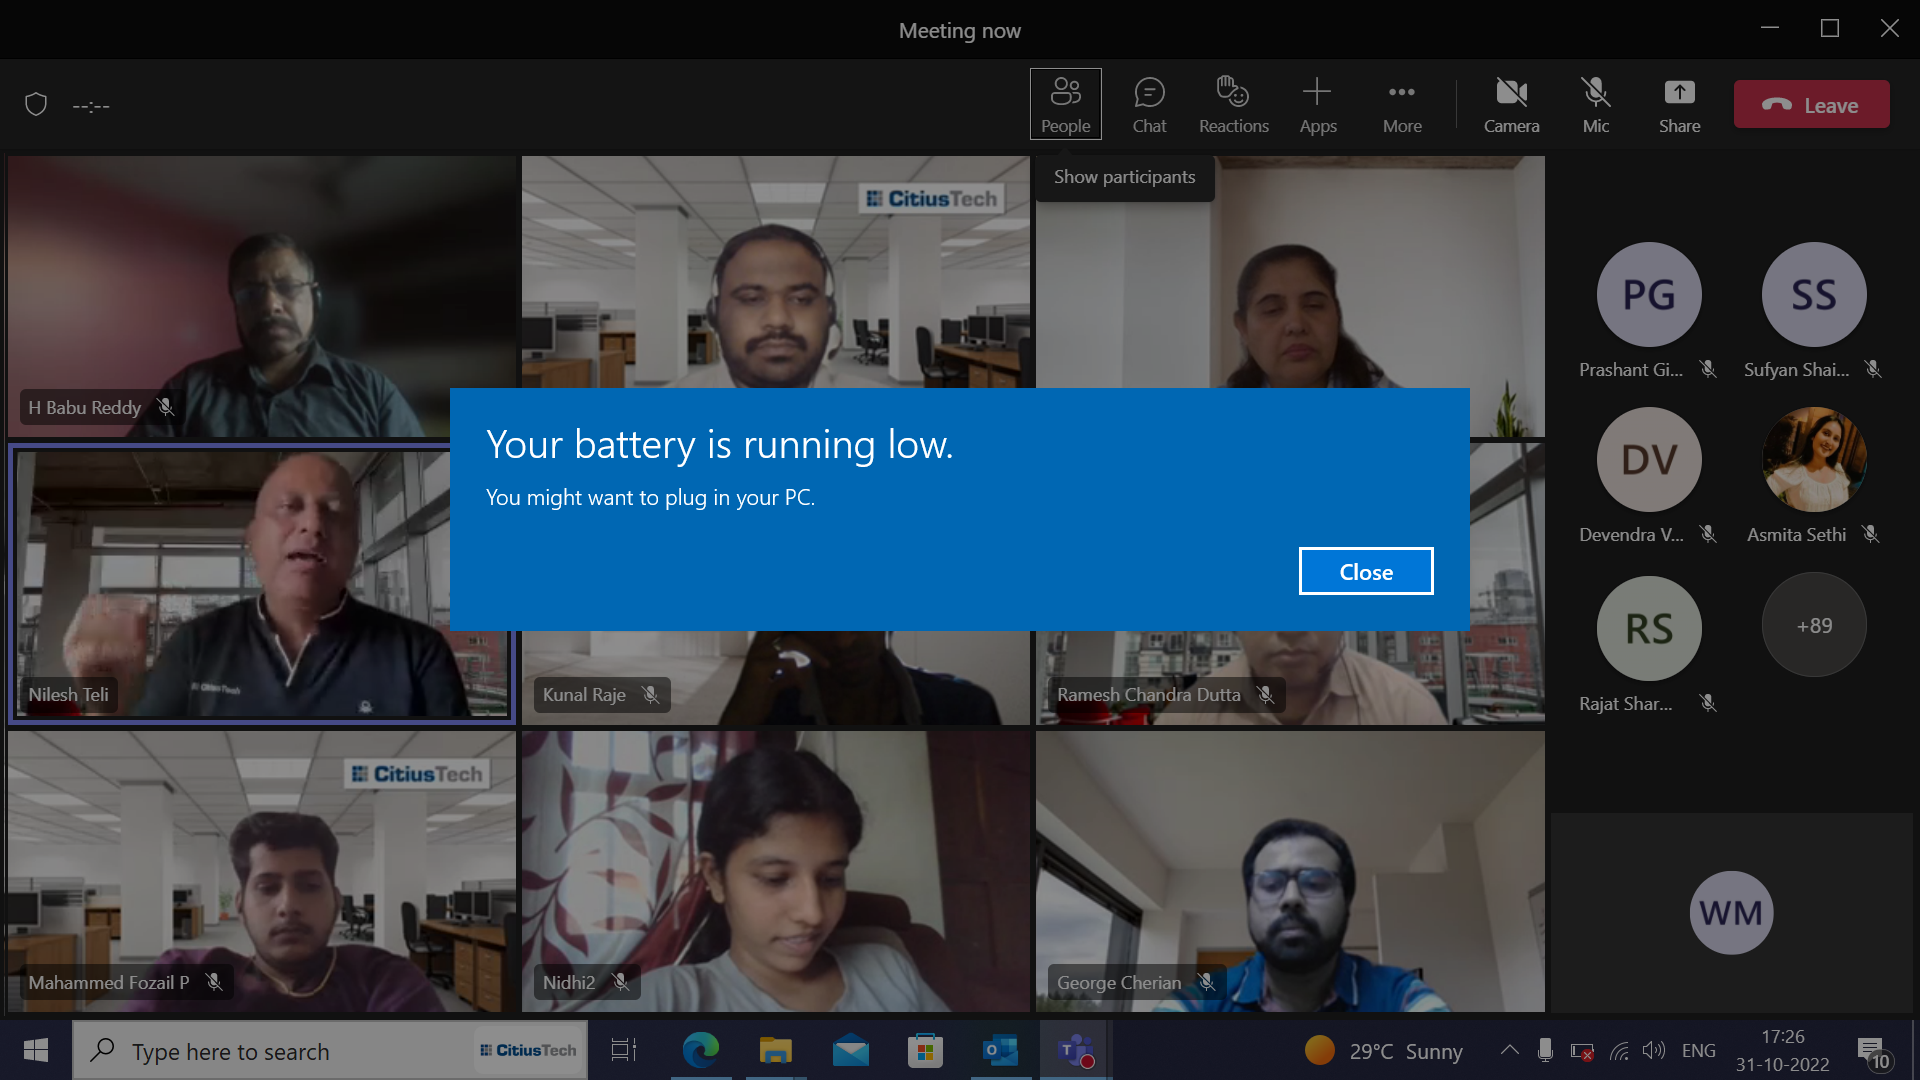 Meeting now
--:--
People
Chat
Reactions
Apps
More
Camera
Mic
Share
Leave
Show participants
CitiusTech
H Babu Reddy
PG
SS
Prashant Gi...
Sufyan Shai...
Your battery is running low.
You might want to plug in your PC.
Close
DV
Devendra V...
Asmita Sethi
RS
+89
Rajat Shar...
CitiusTech
Nilesh Teli
Kunal Raje
Ramesh Chandra Dutta
CitiusTech
Mahammed Fozail P
Nidhi2
George Cherian
WM
Type here to search
CitiusTech
29°C Sunny
ENG
17:26
31-10-2022
10